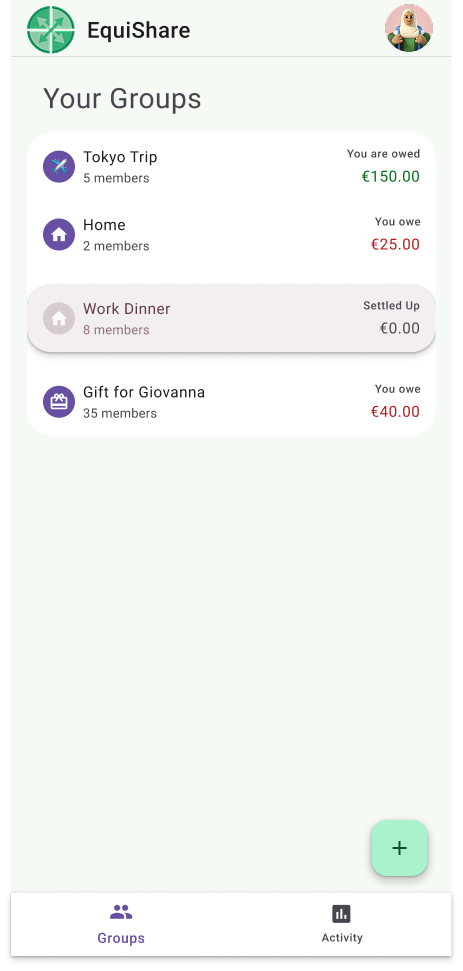 EquiShare
Your Groups
Tokyo Trip
5 members
You are owed
€150.00
Home
2 members
You owe
€25.00
Work Dinner
8 members
Settled Up
€0.00
Gift for Giovanna
35 members
You owe
€40.00
+
Groups
Activity